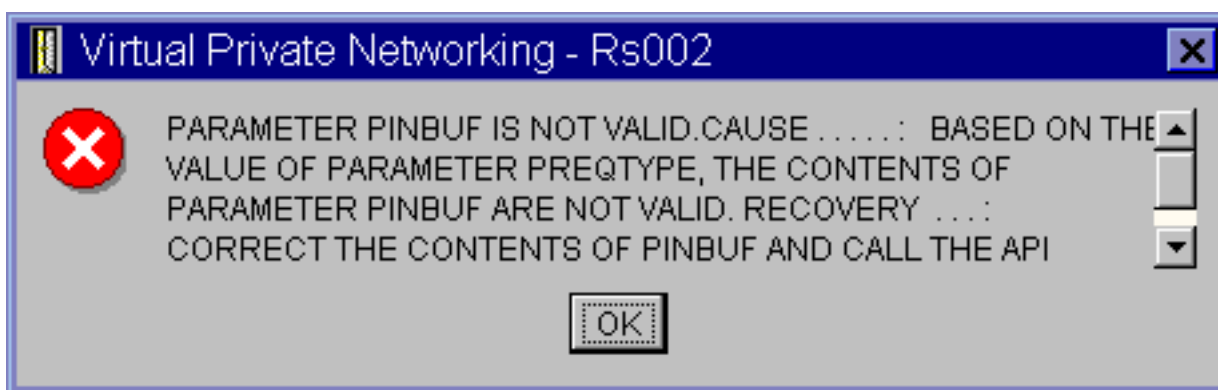 Virtual Private Networking - Rs002
PARAMETER PINBUF IS NOT VALID.CAUSE . . . . . :   BASED ON THE
VALUE OF PARAMETER PREQTYPE, THE CONTENTS OF
PARAMETER PINBUF ARE NOT VALID. RECOVERY  . . . :
CORRECT THE CONTENTS OF PINBUF AND CALL THE API
OK